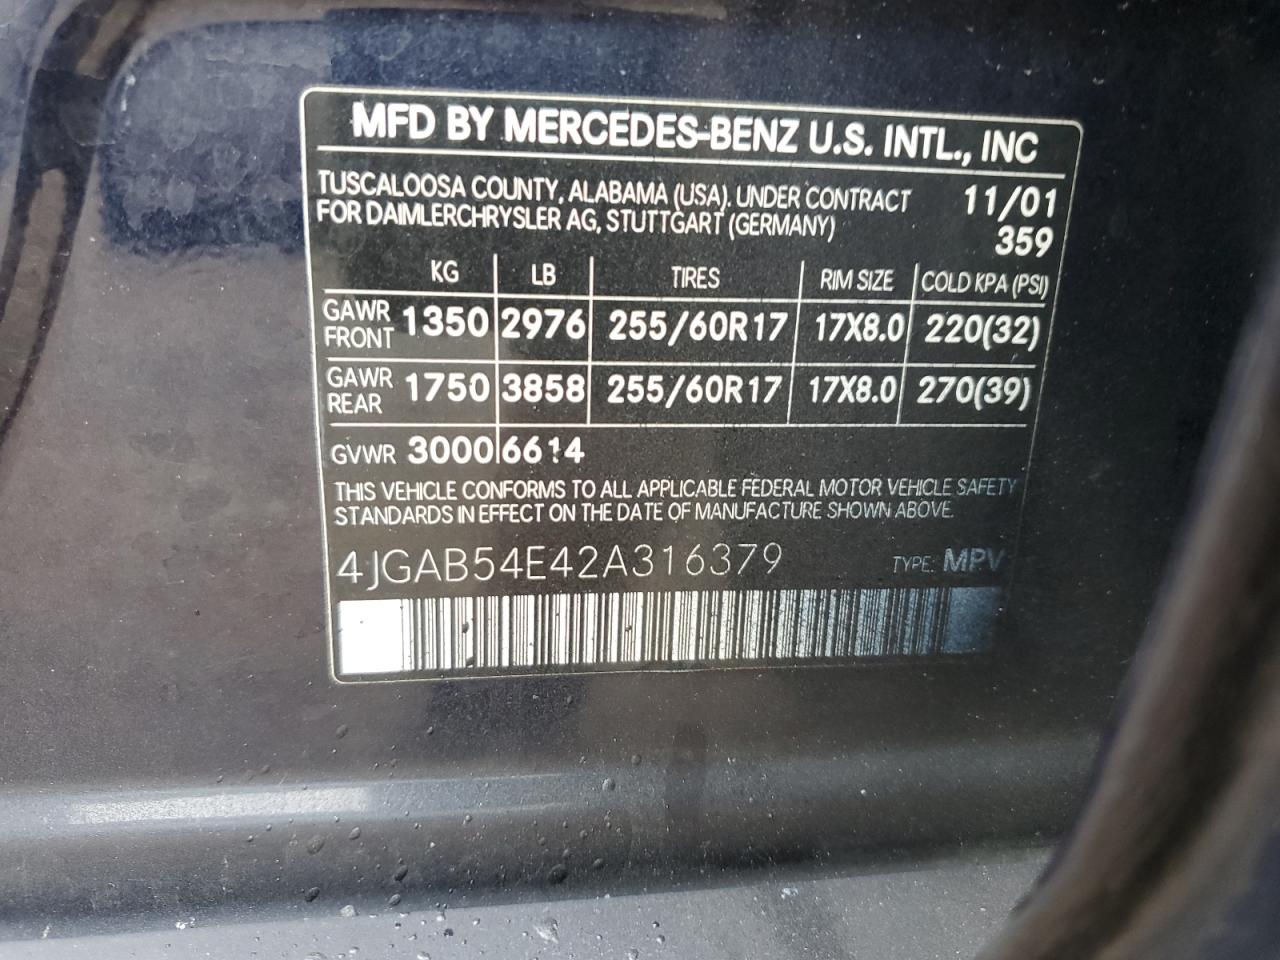 MFD BY MERCEDES-BENZ U.S. INTL., INC
TUSCALOOSA COUNTY, ALABAMA (USA). UNDER CONTRACT 11/01
FOR DAIMLERCHRYSLER AG, STUTTGART (GERMANY) 359
KG LB TIRES RIM SIZE COLD KPA (PSI)
GAWR FRONT 1350 2976 255/60R17 17X8.0 220(32)
GAWR REAR 1750 3858 255/60R17 17X8.0 270(39)
GVWR 3000 6614
THIS VEHICLE CONFORMS TO ALL APPLICABLE FEDERAL MOTOR VEHICLE SAFETY
STANDARDS IN EFFECT ON THE DATE OF MANUFACTURE SHOWN ABOVE.
4JGAB54E42A316379 TYPE: MPV